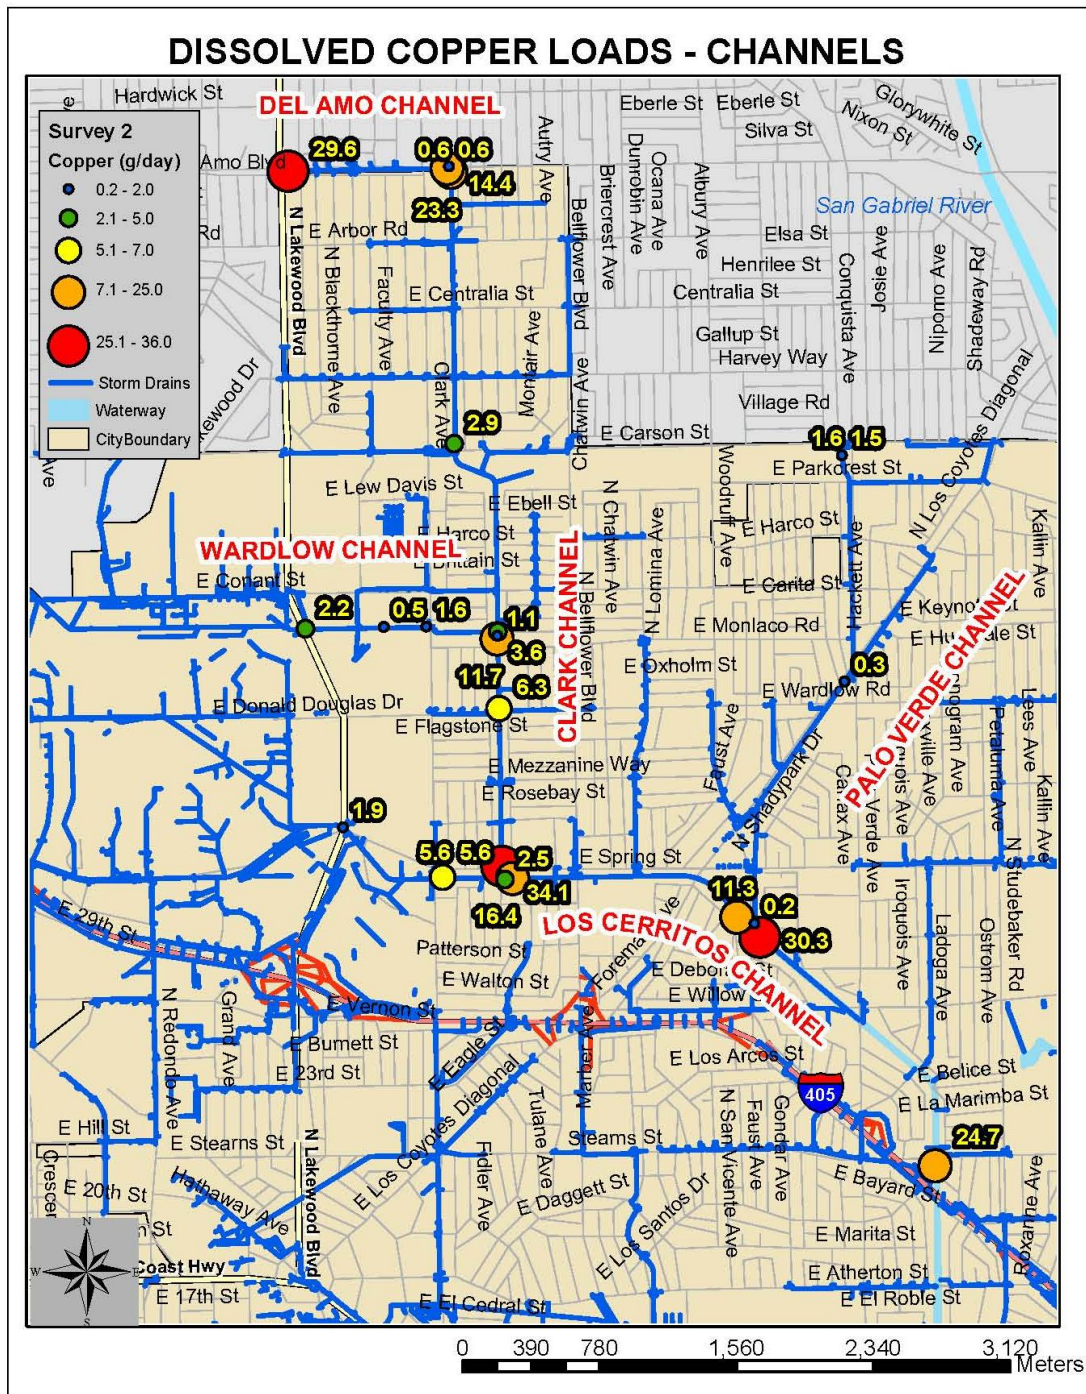 DISSOLVED COPPER LOADS - CHANNELS
Hardwick St
DEL AMO CHANNEL
Eberle St
Eberle St
Glorywhite St
Nixon St
Silva St
Survey 2
Copper (g/day)
0.2 - 2.0
2.1 - 5.0
5.1 - 7.0
7.1 - 25.0
25.1 - 36.0
Storm Drains
Waterway
CityBoundary
Amo Blvd
29.6
0.6
0.6
14.4
23.3
Autry Ave
Dunrobin Ave
Ocana Ave
Briercrest Ave
Albury Ave
San Gabriel River
Rd
N Lakewood Blvd
E Arbor Rd
Bellflower Blvd
Elsa St
Josie Ave
Henrilee St
Conquista Ave
Nipomo Ave
Shadeway Rd
N Blackthorne Ave
Faculty Ave
E Centralia St
Centralia St
Gallup St
Harvey Way
Montair Ave
Clark Ave
Chatwin Ave
Village Rd
2.9
E Carson St
1.6
1.5
N Los Coyotes Diagonal
Ave
E Parkcrest St
Woodruff Ave
E Lew Davis St
E Ebell St
N Chatwin Ave
N Lomina Ave
E Harco St
E Harco St
Kallin Ave
WARDLOW CHANNEL
E Brittain St
CLARK CHANNEL
E Conant St
N Bellflower Blvd
E Carita St
Hackett Ave
2.2
0.5
1.6
1.1
3.6
E Monlaco Rd
PALO VERDE CHANNEL
11.7
6.3
E Oxholm St
0.3
E Wardlow Rd
E Donald Douglas Dr
E Flagstone St
Faust Ave
Petaluma Ave
Lees Ave
E Mezzanine Way
E Rosebay St
N Shadypark Dr
Verde Ave
Kallin Ave
1.9
5.6
5.6
2.5
34.1
16.4
E Spring St
Iroquois Ave
N Studebaker Rd
11.3
0.2
30.3
E 29th St
LOS CERRITOS CHANNEL
Patterson St
E Walton St
Ladoga Ave
Ostrom Ave
E Willow
N Redondo Ave
Grand Ave
E Vernon St
E Burnett St
E 23rd St
E Eagle St
E Los Arcos St
405
E Belice St
E La Marimba St
E Hill St
E Stearns St
N Lakewood Blvd
E Los Coyotes Diagonal
Fidler Ave
Tulane Ave
Stearns St
N San Vicente Ave
Faust Ave
Gondar Ave
24.7
E 20th St
Hathaway Ave
E Daggett St
E Los Santos Dr
E Bayard St
Roxanne Ave
E Marita St
N
W
E
S
Coast Hwy
E 17th St
E Atherton St
E El Cedral St
E El Roble St
0
390
780
1,560
2,340
3,120
Meters